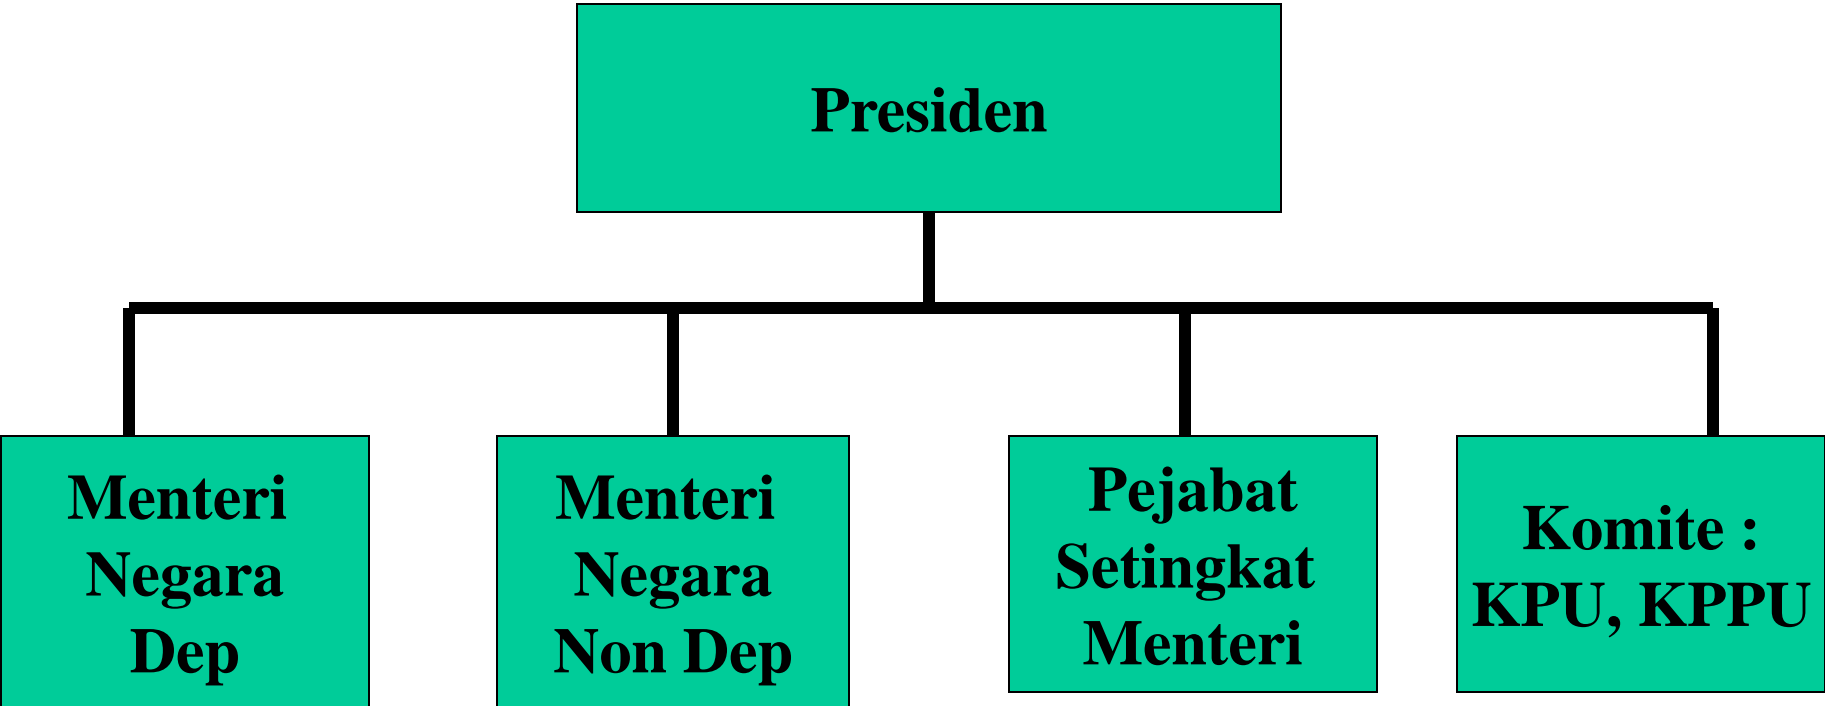 Presiden
Menteri
Negara
Dep
Menteri
Negara
Non Dep
Pejabat
Setingkat
Menteri
Komite :
KPU, KPPU